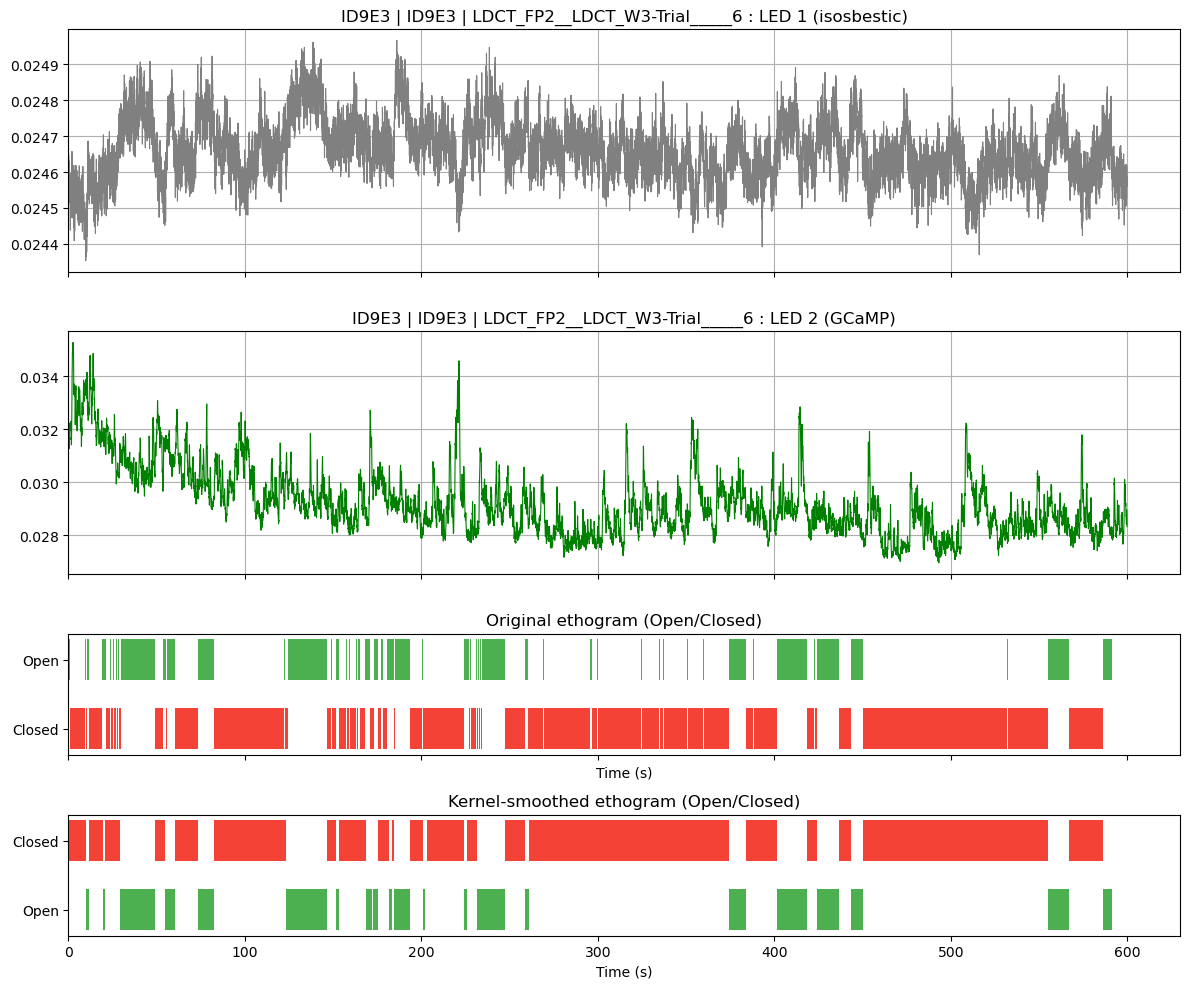 ID9E3 | ID9E3 | LDCT_FP2__LDCT_W3-Trial_____6 : LED 1 (isosbestic)
0.0249
0.0248
0.0247
0.0246
0.0245
0.0244
ID9E3 | ID9E3 | LDCT_FP2__LDCT_W3-Trial_____6 : LED 2 (GCaMP)
0.034
0.032
0.030
0.028
Original ethogram (Open/Closed)
Open
Closed
Time (s)
Kernel-smoothed ethogram (Open/Closed)
Closed
Open
0 100 200 300 400 500 600
Time (s)